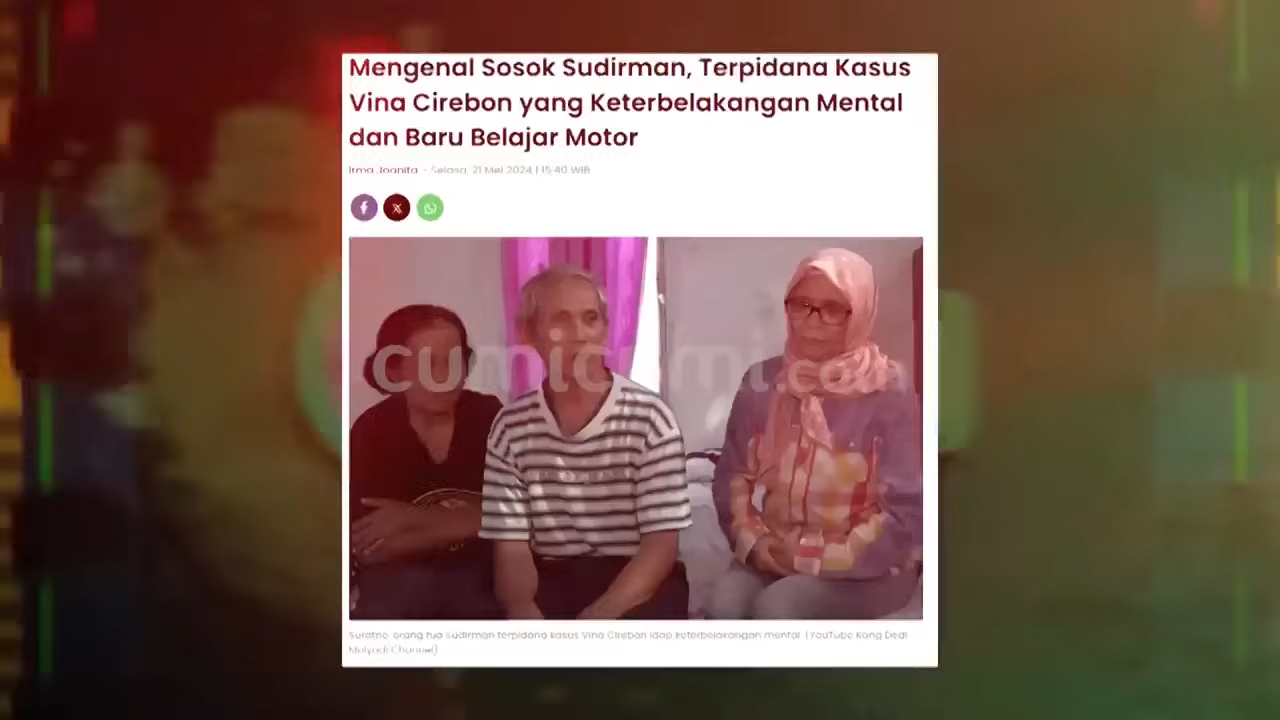 Mengenal Sosok Sudirman, Terpidana Kasus
Vina Cirebon yang Keterbelakangan Mental
dan Baru Belajar Motor
Irma Joanita - Selasa, 21 Mei 2024 | 15:40 WIB
cumicumi.com
Suratno, orang tua Sudirman terpidana kasus Vina Cirebon idap keterbelakangan mental. (YouTube Kang Dedi
Mulyadi Channel)